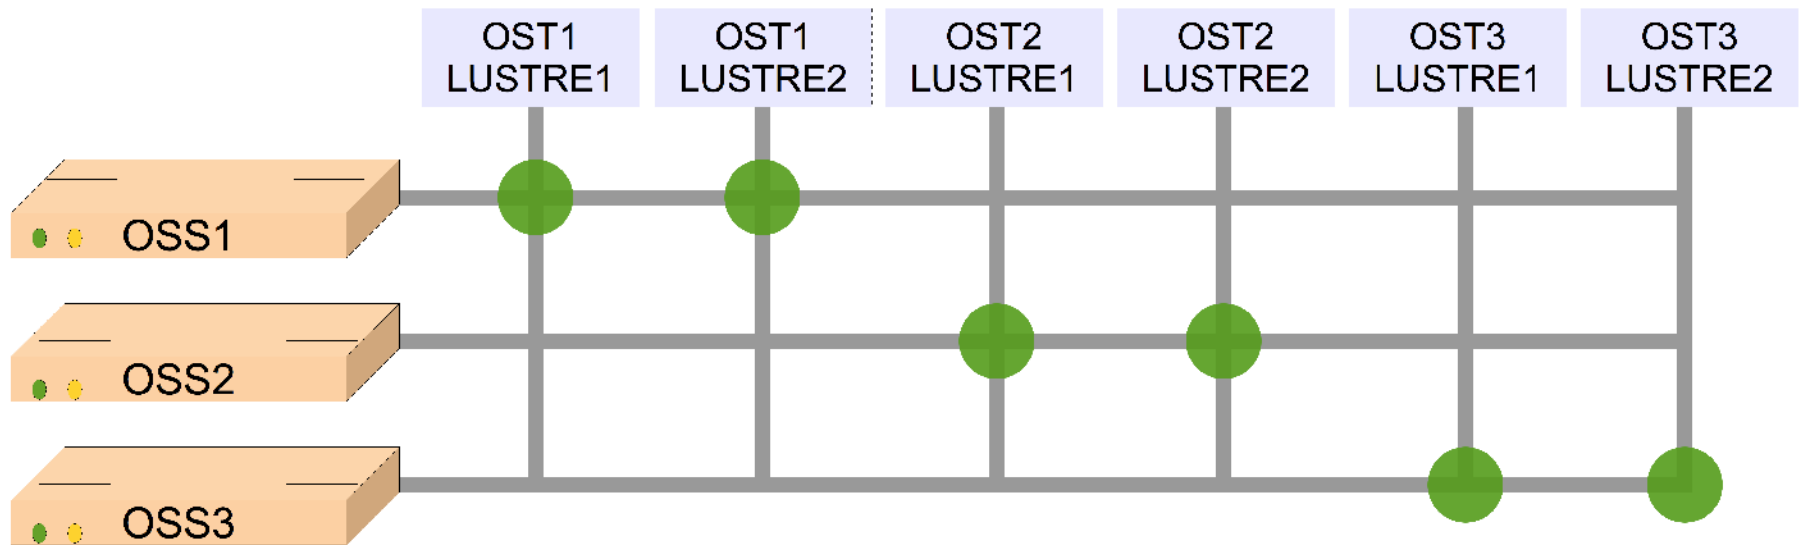 OST1
LUSTRE1
OST1
LUSTRE2
OST2
LUSTRE1
OST2
LUSTRE2
OST3
LUSTRE1
OST3
LUSTRE2
OSS1
OSS2
OSS3